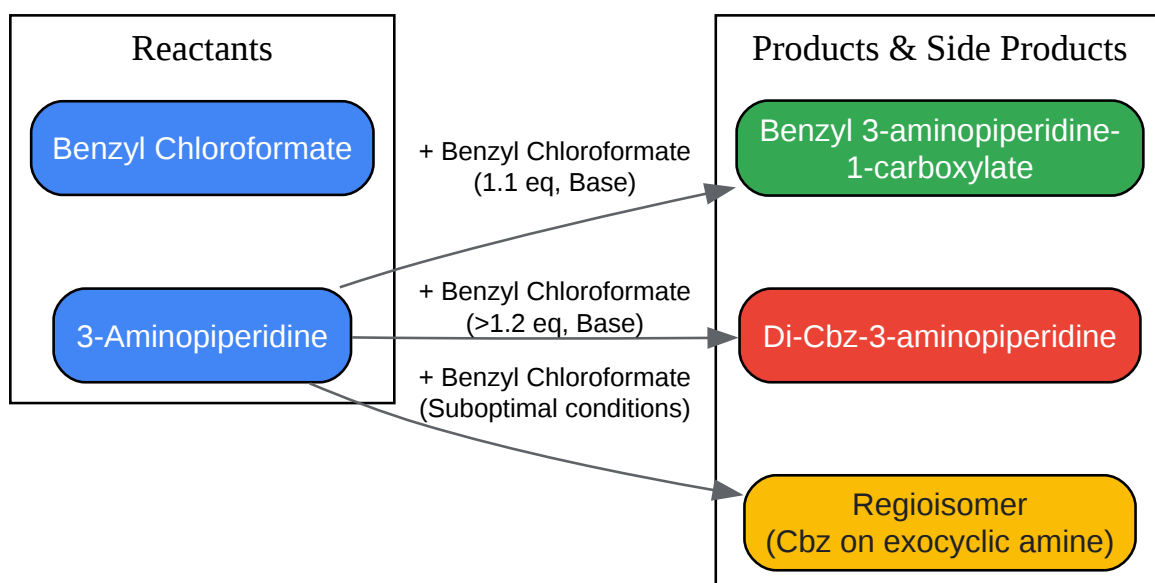 Reactants
Products & Side Products
Benzyl Chloroformate
Benzyl 3-aminopiperidine-
1-carboxylate
+ Benzyl Chloroformate
(1.1 eq, Base)
3-Aminopiperidine
+ Benzyl Chloroformate
(>1.2 eq, Base)
Di-Cbz-3-aminopiperidine
+ Benzyl Chloroformate
(Suboptimal conditions)
Regioisomer
(Cbz on exocyclic amine)